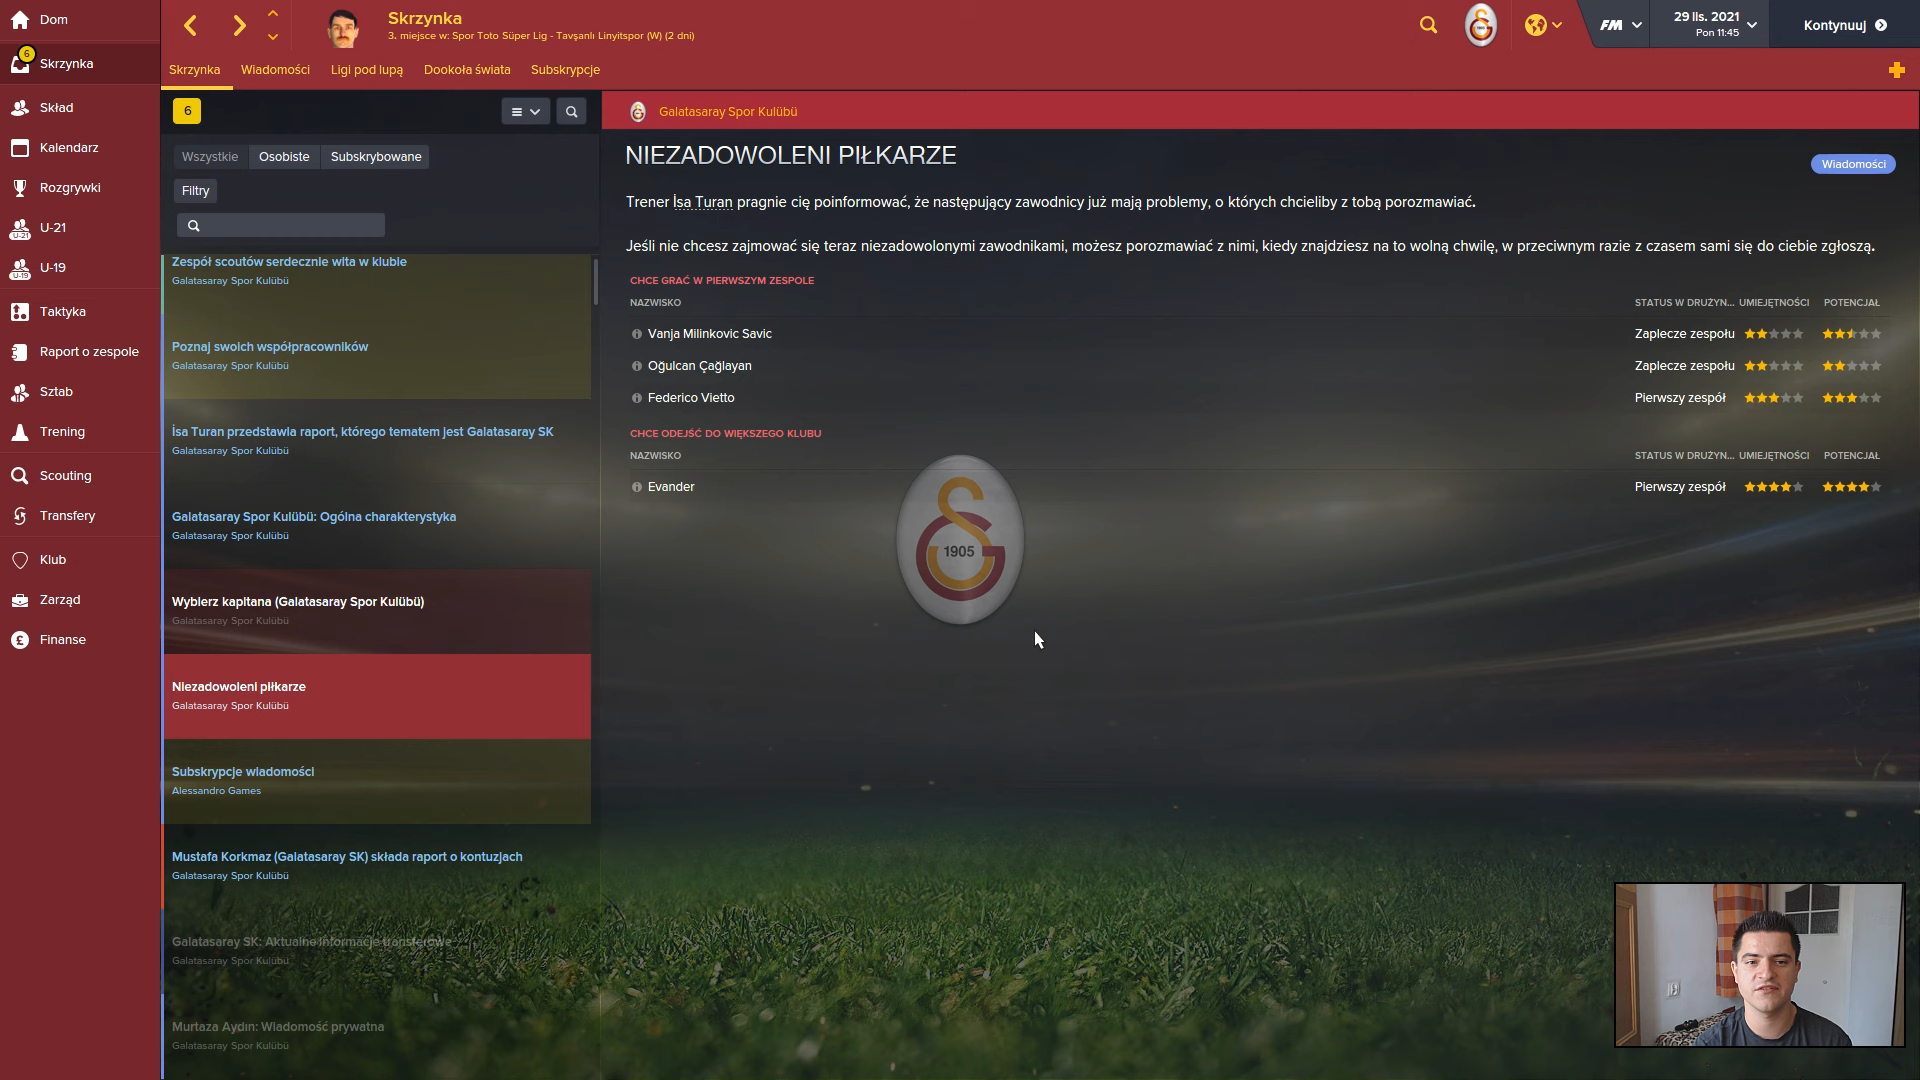 Dom
6
Skrzynka
Skład
Kalendarz
Rozgrywki
U-21
U-21
U-19
U-19
Taktyka
Raport o zespole
Sztab
Trening
Scouting
Transfery
Klub
Zarząd
Finanse
Skrzynka
3. miejsce w: Spor Toto Süper Lig - Tavşanlı Linyitspor (W) (2 dni)
FM
29 lis. 2021
Pon 11:45
Kontynuuj
Skrzynka
Wiadomości
Ligi pod lupą
Dookoła świata
Subskrypcje
6
Wszystkie
Osobiste
Subskrybowane
Filtry
Zespół scoutów serdecznie wita w klubie
Galatasaray Spor Kulübü
Poznaj swoich współpracowników
Galatasaray Spor Kulübü
İsa Turan przedstawia raport, którego tematem jest Galatasaray SK
Galatasaray Spor Kulübü
Galatasaray Spor Kulübü: Ogólna charakterystyka
Galatasaray Spor Kulübü
Wybierz kapitana (Galatasaray Spor Kulübü)
Galatasaray Spor Kulübü
Niezadowoleni piłkarze
Galatasaray Spor Kulübü
Subskrypcje wiadomości
Alessandro Games
Mustafa Korkmaz (Galatasaray SK) składa raport o kontuzjach
Galatasaray Spor Kulübü
Galatasaray SK: Aktualne informacje transferowe
Galatasaray Spor Kulübü
Murtaza Aydın: Wiadomość prywatna
Galatasaray Spor Kulübü
Galatasaray Spor Kulübü
NIEZADOWOLENI PIŁKARZE
Wiadomości
Trener İsa Turan pragnie cię poinformować, że następujący zawodnicy już mają problemy, o których chcieliby z tobą porozmawiać.
Jeśli nie chcesz zajmować się teraz niezadowolonymi zawodnikami, możesz porozmawiać z nimi, kiedy znajdziesz na to wolną chwilę, w przeciwnym razie z czasem sami się do ciebie zgłoszą.
CHCE GRAĆ W PIERWSZYM ZESPOLE
NAZWISKO STATUS W DRUŻYN... UMIEJĘTNOŚCI POTENCJAŁ
Vanja Milinkovic Savic Zaplecze zespołu
Oğulcan Çağlayan Zaplecze zespołu
Federico Vietto Pierwszy zespół
CHCE ODEJŚĆ DO WIĘKSZEGO KLUBU
NAZWISKO STATUS W DRUŻYN... UMIEJĘTNOŚCI POTENCJAŁ
Evander Pierwszy zespół
1905